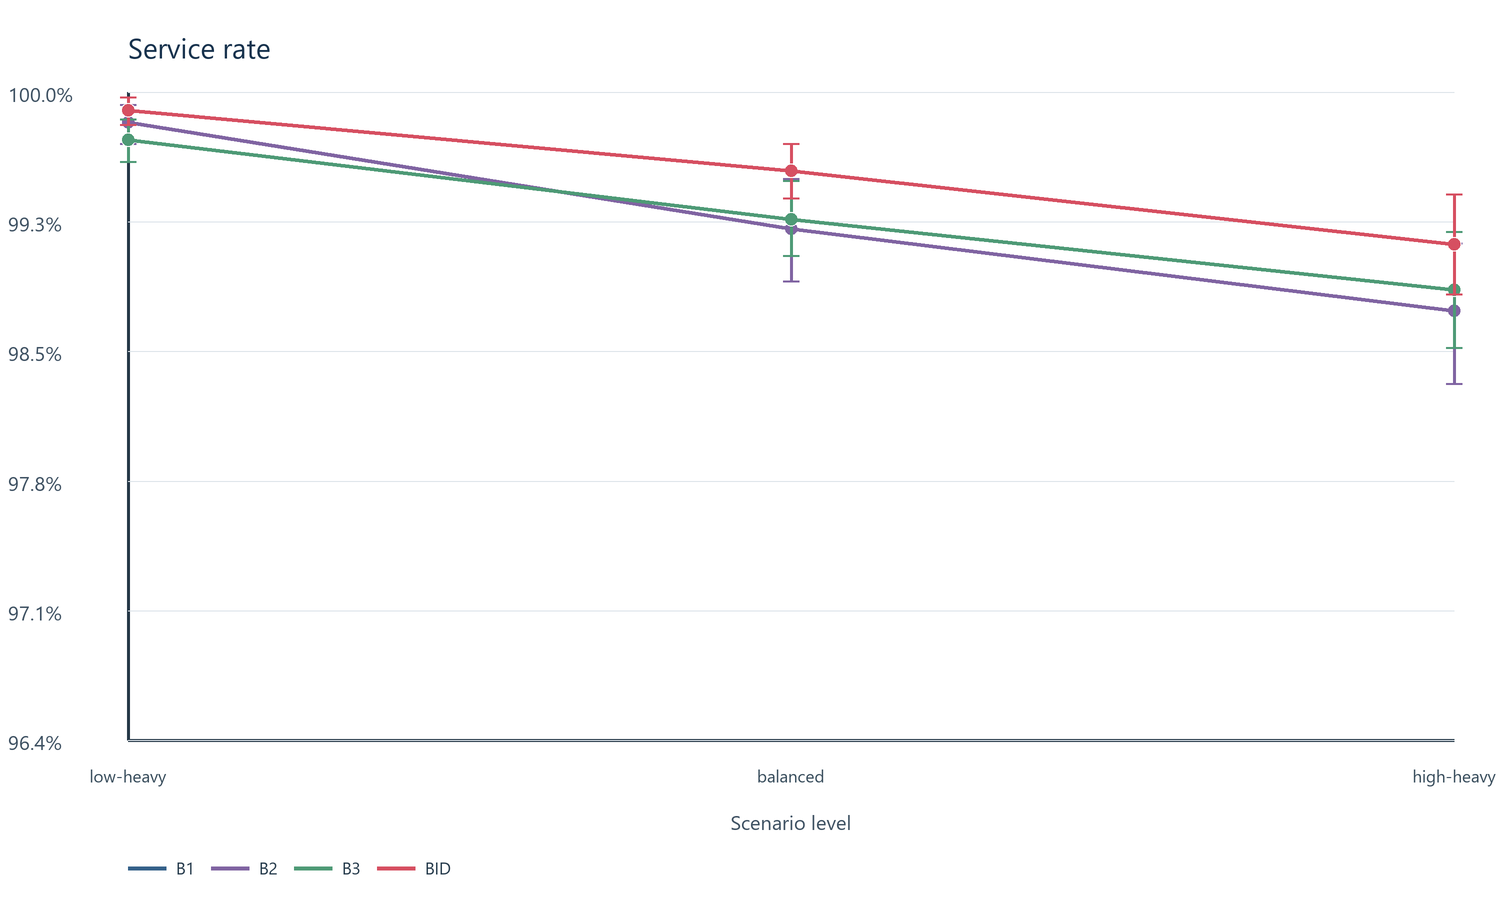 Service rate
100.0%
99.3%
98.5%
97.8%
97.1%
96.4%
low-heavy balanced high-heavy
Scenario level
B1 B2 B3 BID